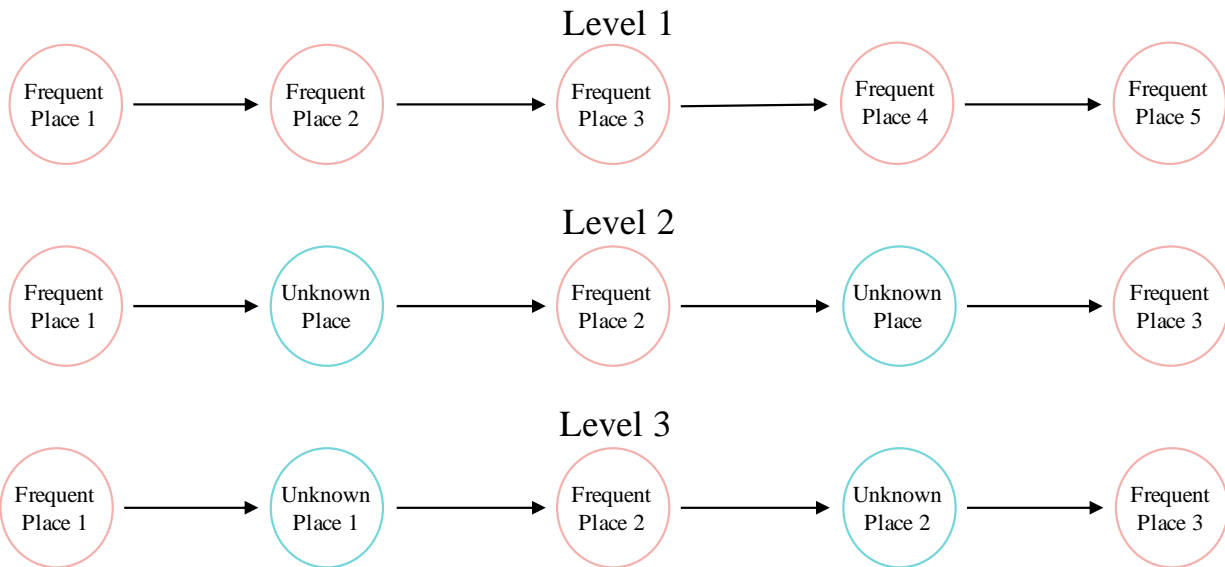 Level 1
Frequent
Place 1
Frequent
Place 2
Frequent
Place 3
Frequent
Place 4
Frequent
Place 5
Level 2
Frequent
Place 1
Unknown
Place
Frequent
Place 2
Unknown
Place
Frequent
Place 3
Level 3
Frequent
Place 1
Unknown
Place 1
Frequent
Place 2
Unknown
Place 2
Frequent
Place 3